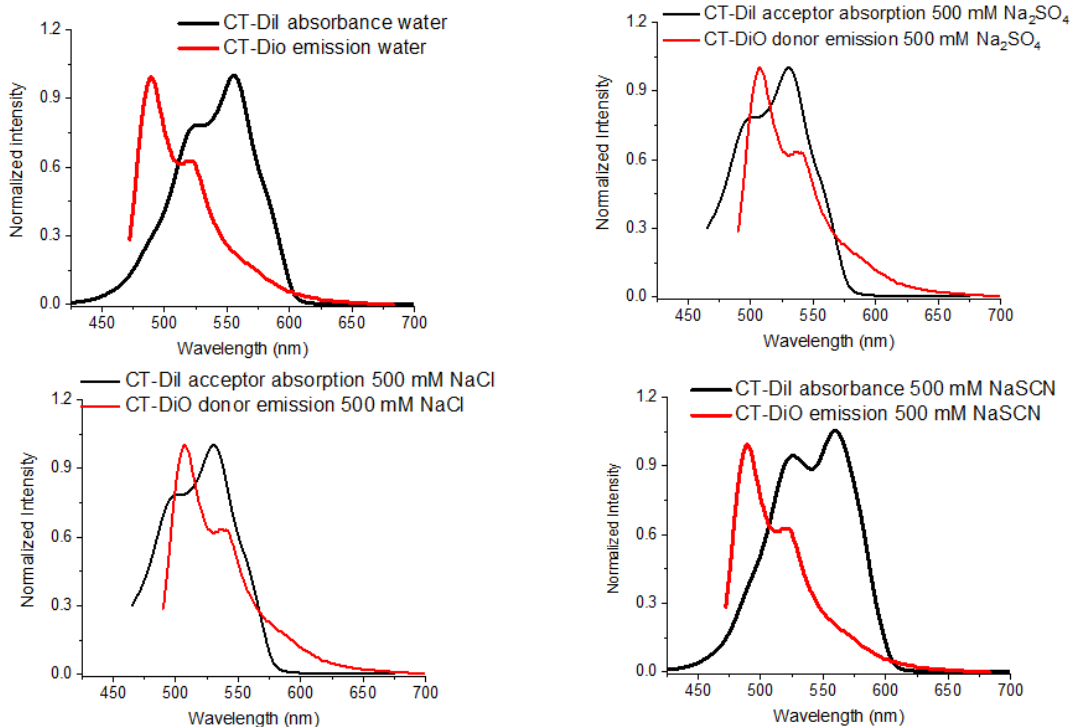 CT-DiI absorbance water
CT-Dio emission water
Normalized intensity
1.2
0.9
0.6
0.3
0.0
450 500 550 600 650 700
Wavelength (nm)
CT-DiI acceptor absorption 500 mM Na₂SO₄
CT-DiO donor emission 500 mM Na₂SO₄
Normalized Intensity
1.2
0.9
0.6
0.3
0.0
450 500 550 600 650 700
Wavelength (nm)
CT-DiI acceptor absorption 500 mM NaCl
CT-DiO donor emission 500 mM NaCl
Normalized Intensity
1.2
0.9
0.6
0.3
0.0
450 500 550 600 650 700
Wavelength (nm)
CT-DiI absorbance 500 mM NaSCN
CT-DiO emission 500 mM NaSCN
Normalized Intensity
1.2
0.9
0.6
0.3
0.0
450 500 550 600 650 700
Wavelength (nm)